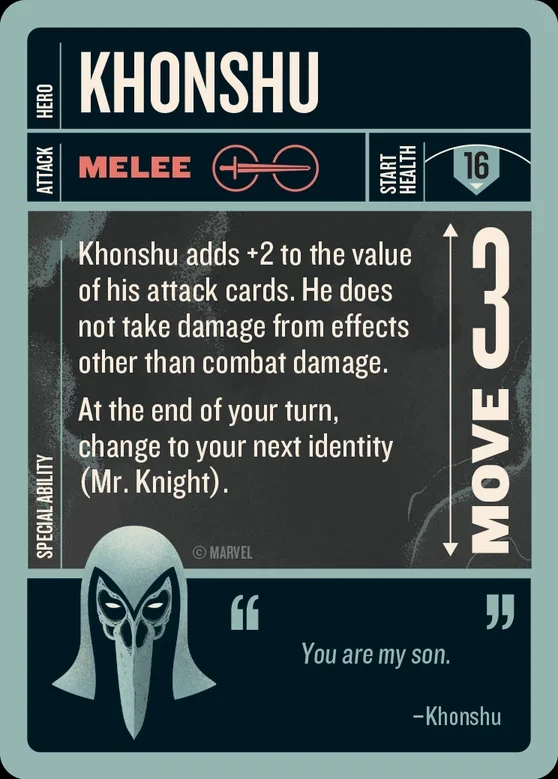 HERO
KHONSHU
ATTACK
MELEE
START
HEALTH
16
SPECIAL ABILITY
Khonshu adds +2 to the value
of his attack cards. He does
not take damage from effects
other than combat damage.
At the end of your turn,
change to your next identity
(Mr. Knight).
MOVE 3
© MARVEL
“ ”
You are my son.
–Khonshu